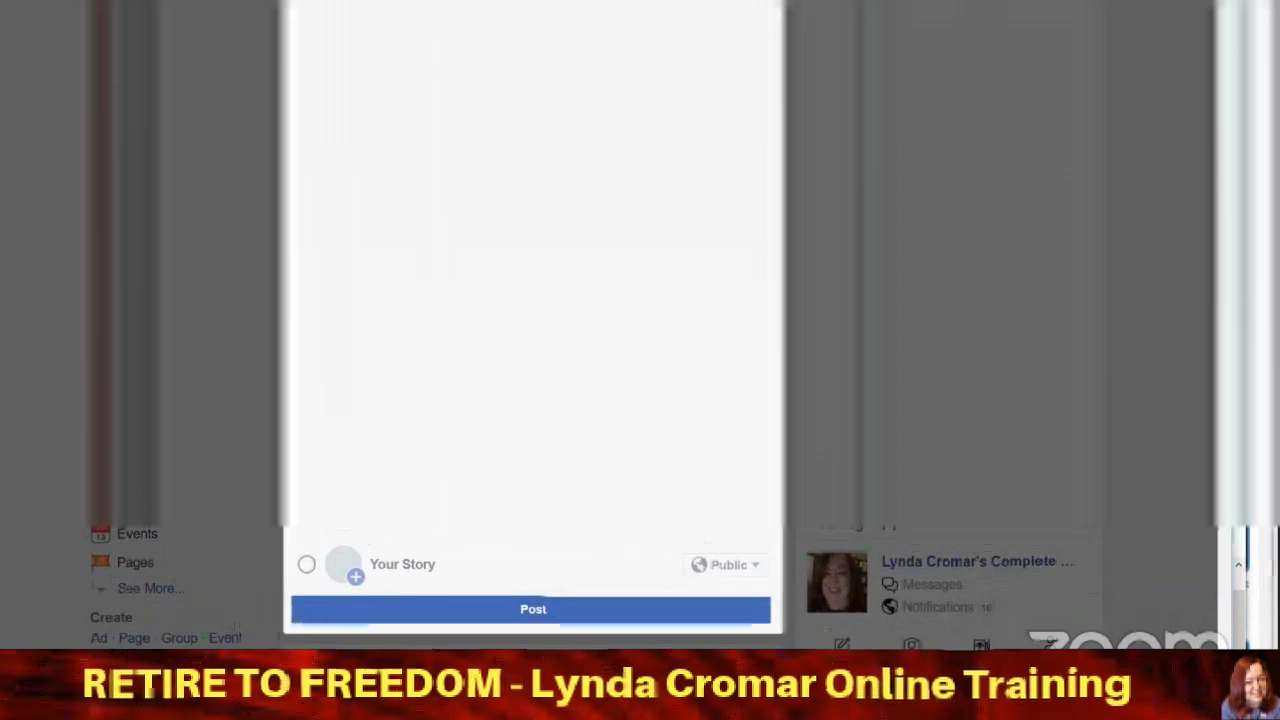 Events
Pages
See More...
Create
Ad · Page · Group · Event
Your Story
Public
Post
Lynda Cromar's Complete ...
Messages
Notifications 16
zoom
RETIRE TO FREEDOM - Lynda Cromar Online Training